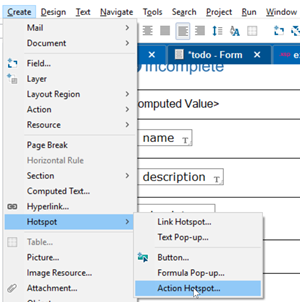 Create Design Text Navigate Tools Search Project Run Window
Mail
Document
*todo - Form
Field...
Layer
Incomplete
Layout Region
omputed Value>
Action
Resource
name T
Page Break
Horizontal Rule
Section
description T
Computed Text...
Hyperlink...
Hotspot
Link Hotspot...
Text Pop-up...
Table...
Picture...
Button...
Image Resource...
Formula Pop-up...
Attachment...
Action Hotspot...